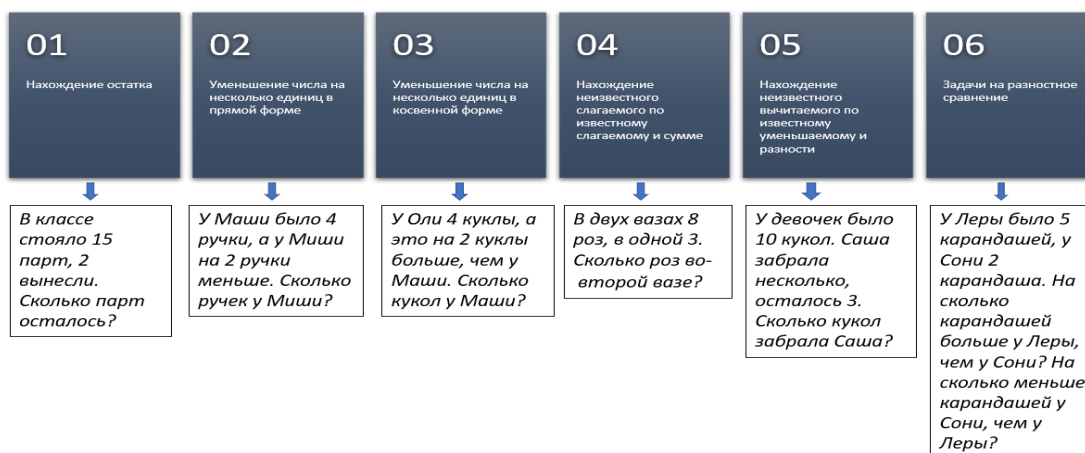 01
Нахождение остатка
02
Уменьшение числа на
несколько единиц в
прямой форме
03
Уменьшение числа на
несколько единиц в
косвенной форме
04
Нахождение
неизвестного
слагаемого по
известному
слагаемому и сумме
05
Нахождение
неизвестного
вычитаемого по
известному
уменьшаемому и
разности
06
Задачи на разностное
сравнение
В классе
стояло 15
парт, 2
вынесли.
Сколько парт
осталось?
У Маши было 4
ручки, а у Миши
на 2 ручки
меньше. Сколько
ручек у Миши?
У Оли 4 куклы, а
это на 2 куклы
больше, чем у
Маши. Сколько
кукол у Маши?
В двух вазах 8
роз, в одной 3.
Сколько роз во-
второй вазе?
У девочек было
10 кукол. Саша
забрала
несколько,
осталось 3.
Сколько кукол
забрала Саша?
У Леры было 5
карандашей, у
Сони 2
карандаша. На
сколько
карандашей
больше у Леры,
чем у Сони? На
сколько меньше
карандашей у
Сони, чем у
Леры?